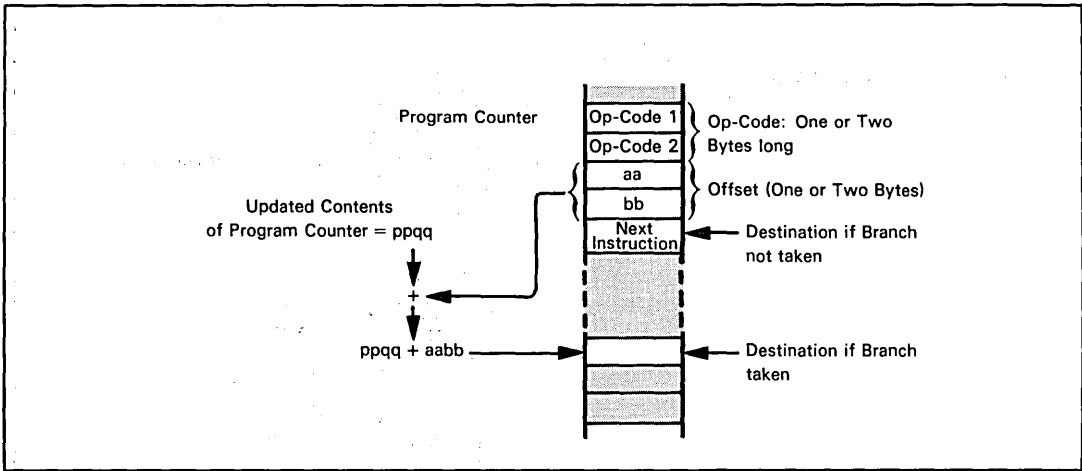 Program Counter
Op-Code 1
Op-Code 2
Op-Code: One or Two
Bytes long
aa
bb
Offset (One or Two Bytes)
Updated Contents
of Program Counter = ppqq
Next
Instruction
Destination if Branch
not taken
+
ppqq + aabb
Destination if Branch
taken